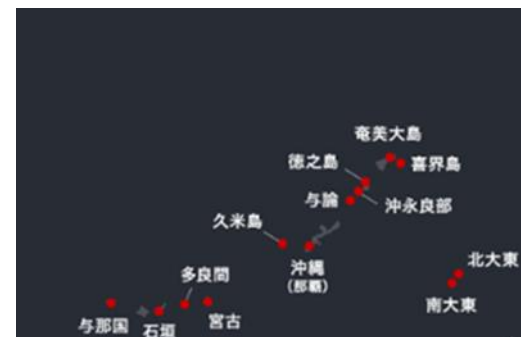 奄美大島
徳之島
喜界島
与論
沖永良部
久米島
沖縄
(那覇)
北大東
南大東
多良間
宮古
石垣
与那国